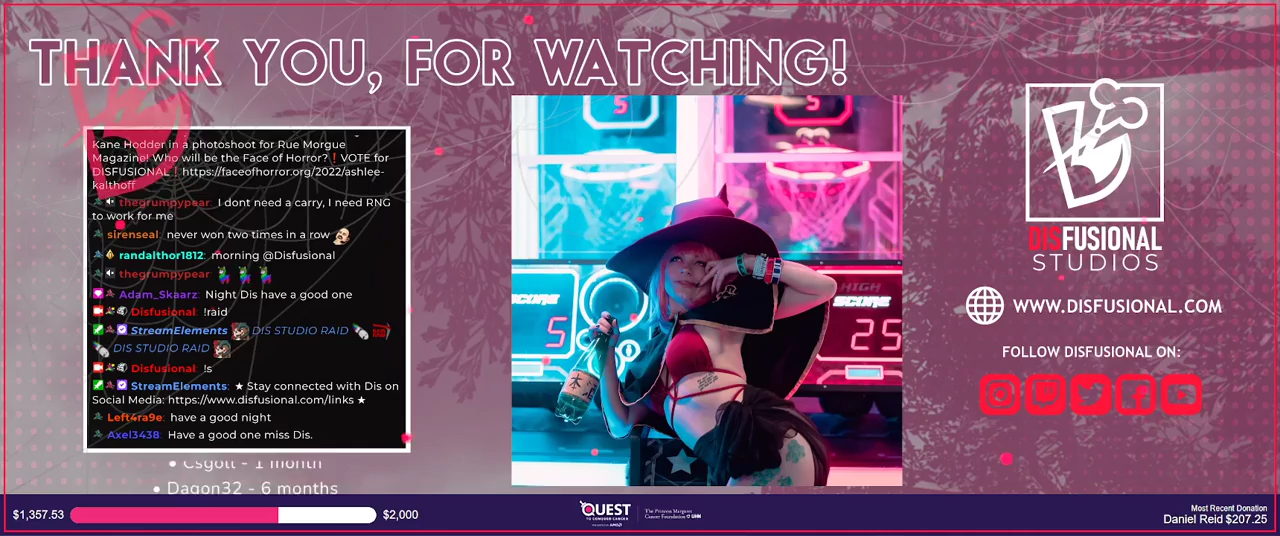 THANK YOU, FOR WATCHING!
Kane Hodder in a photoshoot for Rue Morgue
Magazine! Who will be the Face of Horror? ❗ VOTE for
DISFUSIONAL ❗ https://faceofhorror.org/2022/ashlee-
kalthoff
thegrumpypear: I dont need a carry, I need RNG
to work for me
sirenseal: never won two times in a row
randalthor1812: morning @Disfusional
thegrumpypear:
Adam_Skaarz: Night Dis have a good one
Disfusional: !raid
StreamElements DIS STUDIO RAID
DIS STUDIO RAID
Disfusional: !s
StreamElements: ★ Stay connected with Dis on
Social Media: https://www.disfusional.com/links ★
Left4ra9e: have a good night
Axel3438: Have a good one miss Dis.
• Csgott - 1 month
• Dagon32 - 6 months
5
5
SCORE
5
HIGH
SCORE
25
DISFUSIONAL
STUDIOS
WWW.DISFUSIONAL.COM
FOLLOW DISFUSIONAL ON:
$1,357.53
$2,000
QUEST
TO CONQUER CANCER
The Princess Margaret
Cancer Foundation UHN
Most Recent Donation
Daniel Reid $207.25